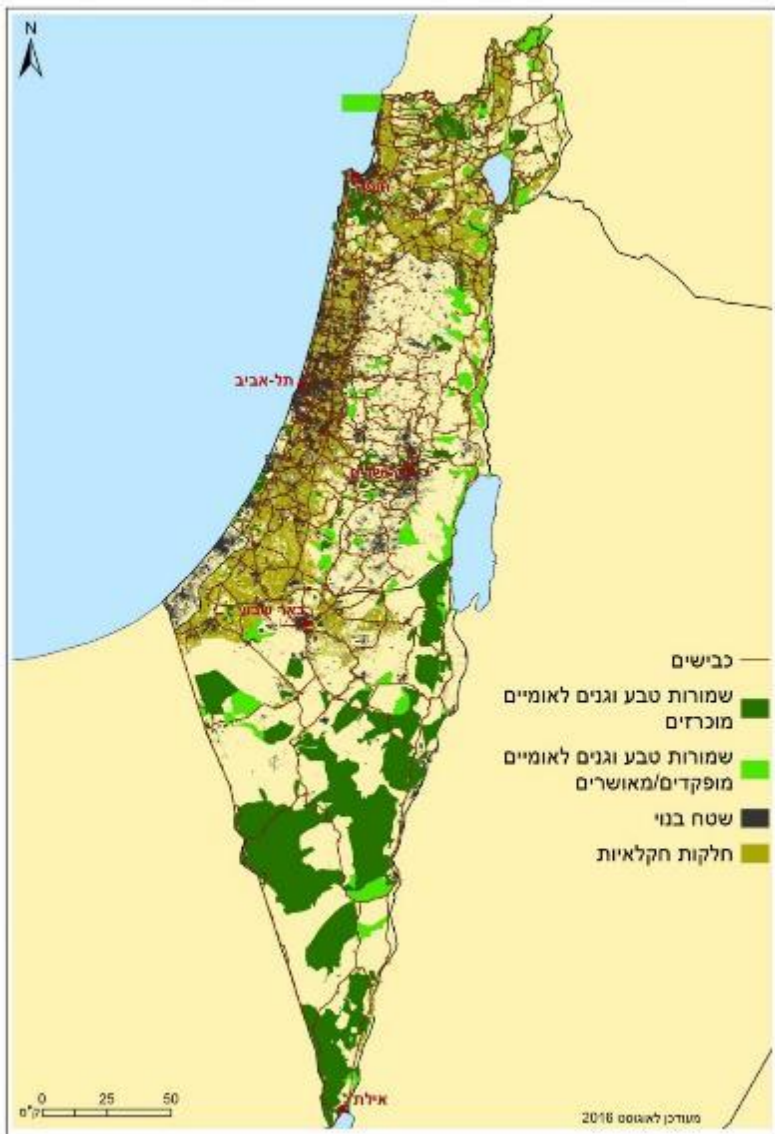 N
חיפה
תל-אביב
באר שבע
כבישים
שמורות טבע וגנים לאומיים
מוכרזים
שמורות טבע וגנים לאומיים
מופקדים/מאושרים
שטח בנוי
חלקות חקלאיות
אילת
0 25 50
ק"מ
מעודכן לאוגוסט 2016